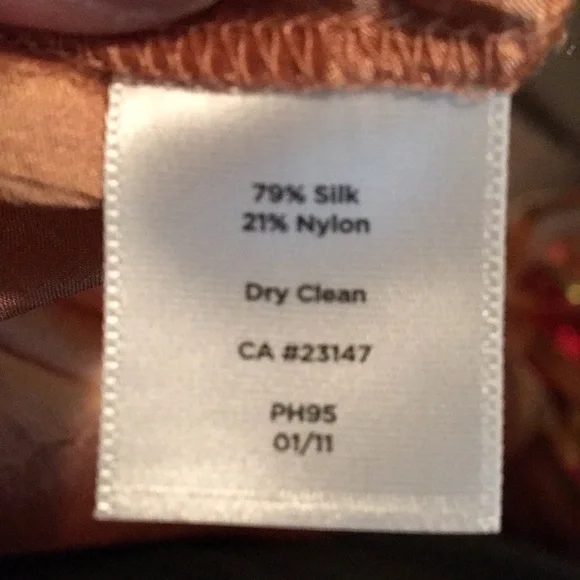 79% Silk
21% Nylon
Dry Clean
CA #23147
PH95
01/11